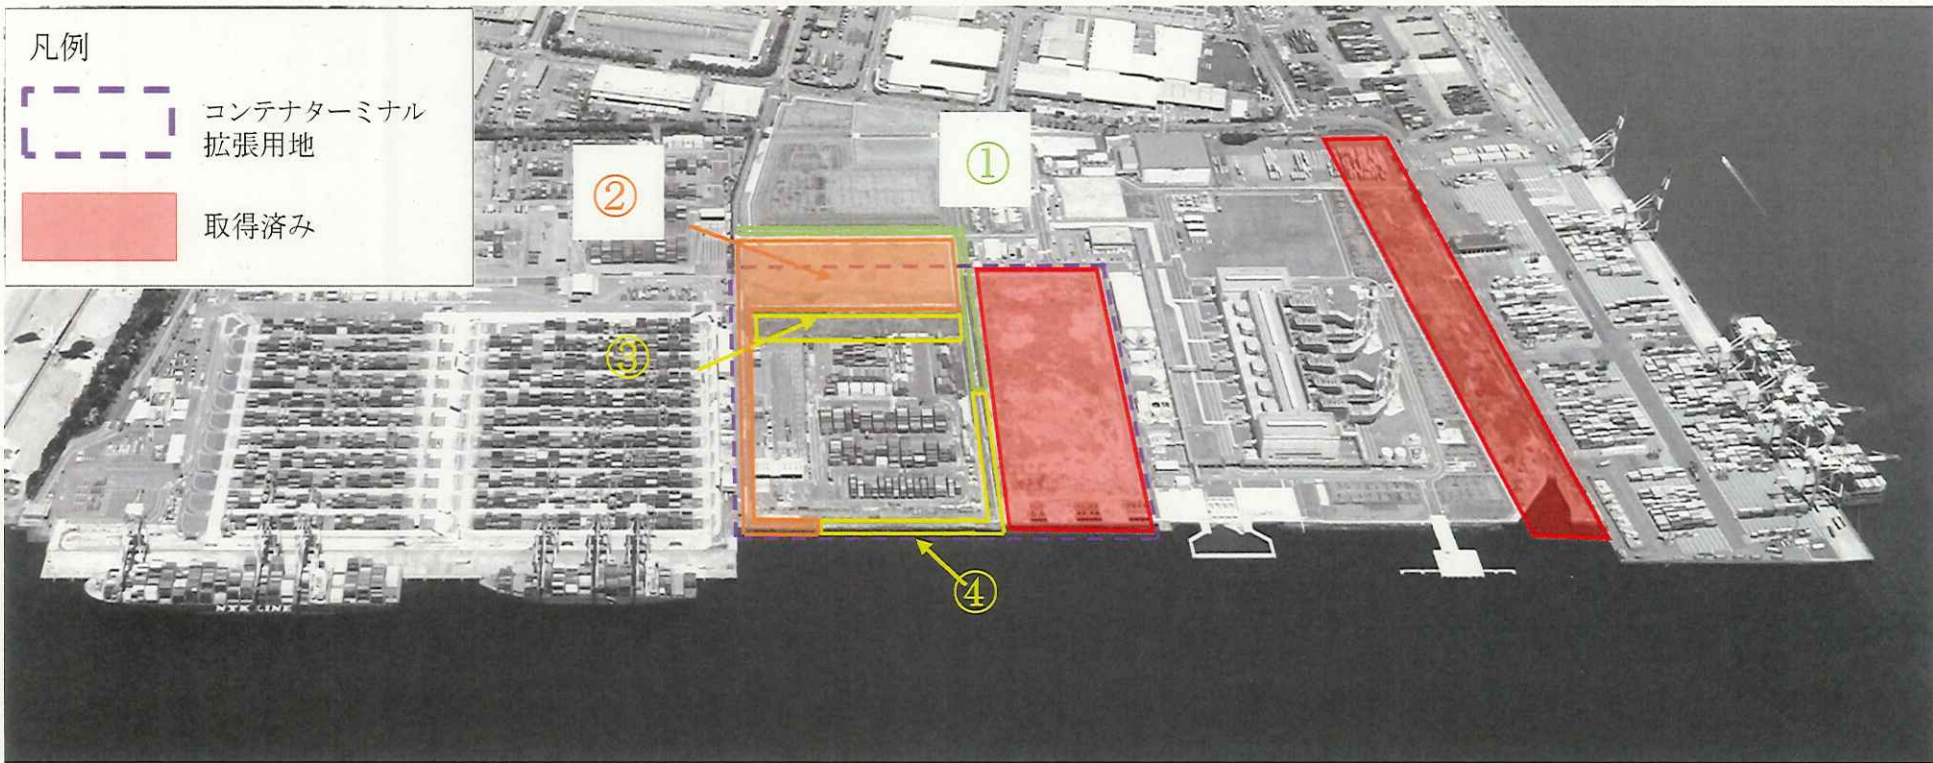 凡例
コンテナターミナル
拡張用地
取得済み
①
②
③
④
NYK LINE